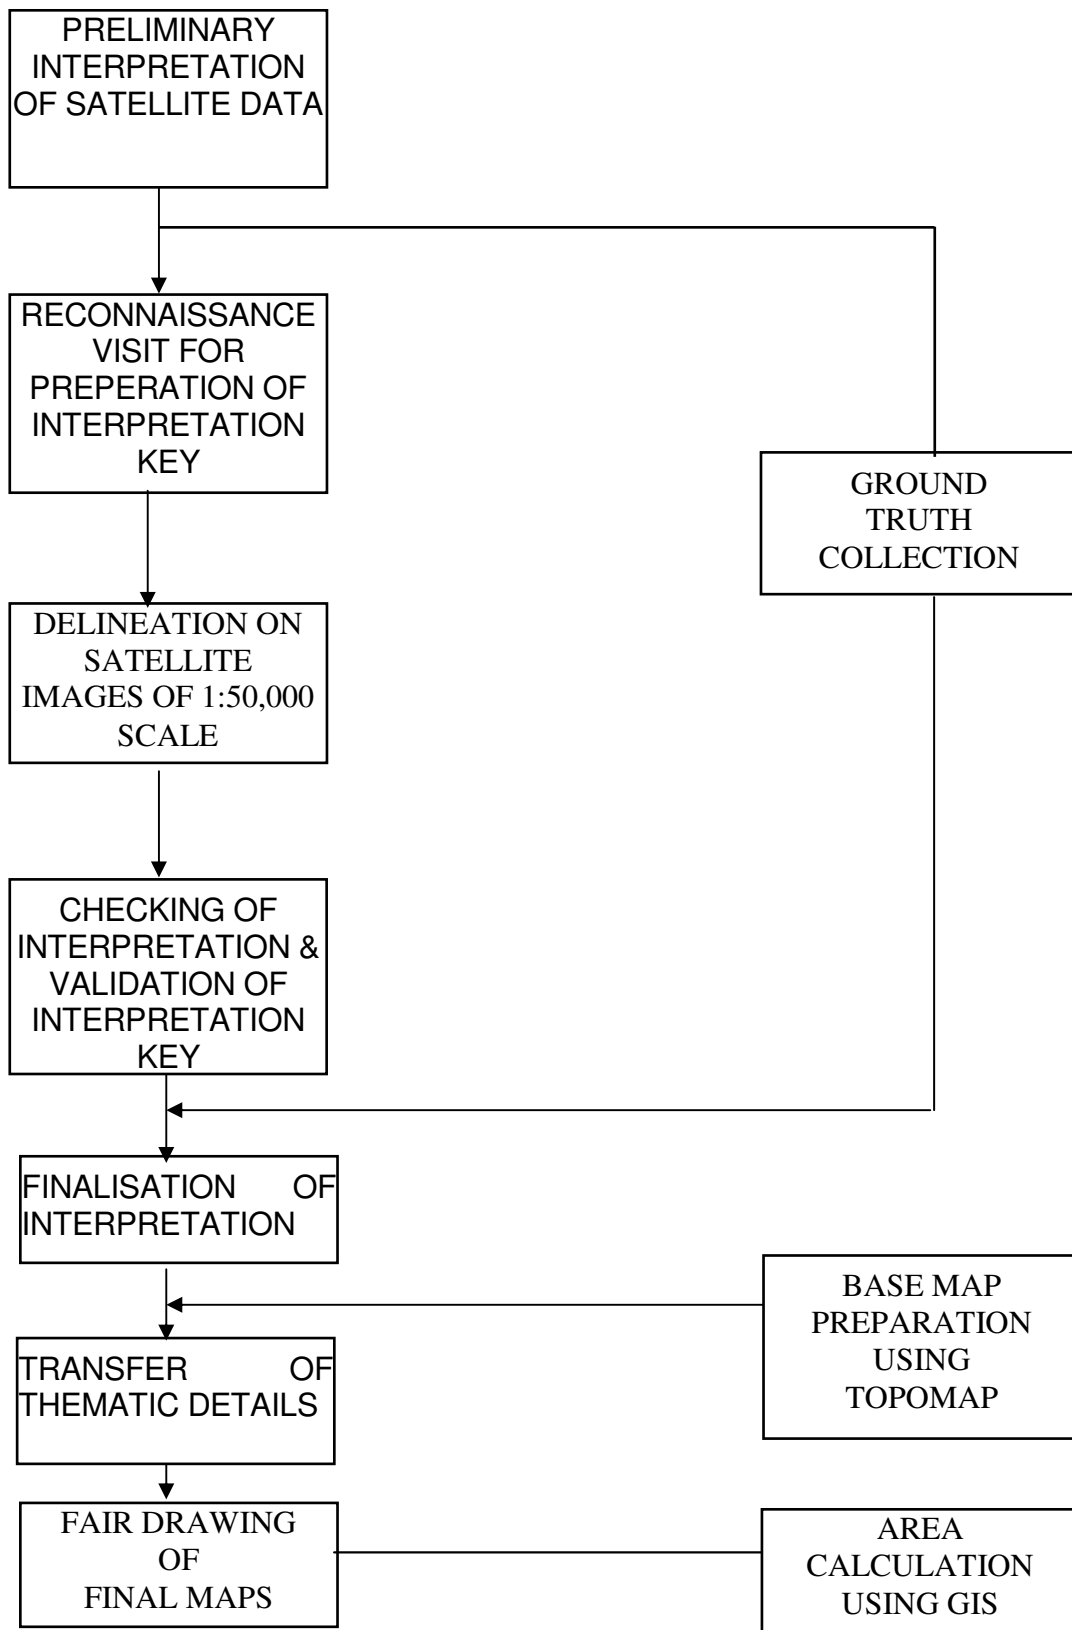 PRELIMINARY
INTERPRETATION
OF SATELLITE DATA
RECONNAISSANCE
VISIT FOR
PREPERATION OF
INTERPRETATION
KEY
GROUND
TRUTH
COLLECTION
DELINEATION ON
SATELLITE
IMAGES OF 1:50,000
SCALE
CHECKING OF
INTERPRETATION &
VALIDATION OF
INTERPRETATION
KEY
FINALISATION OF
INTERPRETATION
BASE MAP
PREPARATION
USING
TOPOMAP
TRANSFER OF
THEMATIC DETAILS
FAIR DRAWING
OF
FINAL MAPS
AREA
CALCULATION
USING GIS